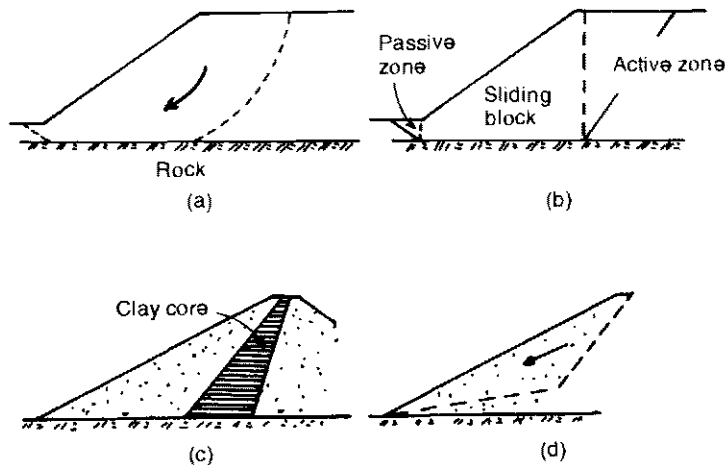 Passive
zone
Sliding
block
Active zone
Rock
(a)
(b)
Clay core
(c)
(d)